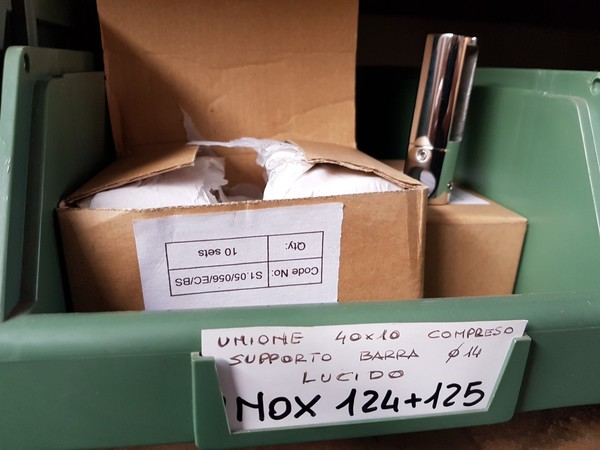 Code No: S1.05/056/EC/BS
Qty: 10 sets
UNIONE 40x10 COMPRESO
SUPPORTO BARRA Ø14
LUCIDO
INOX 124+125